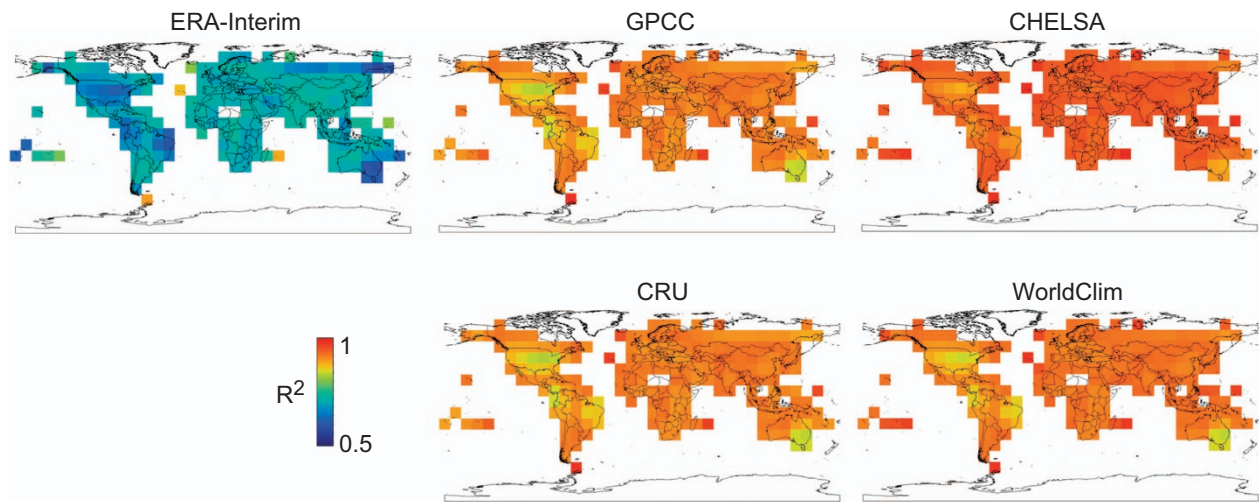 ERA-Interim
GPCC
CHELSA
CRU
WorldClim
1
R²
0.5